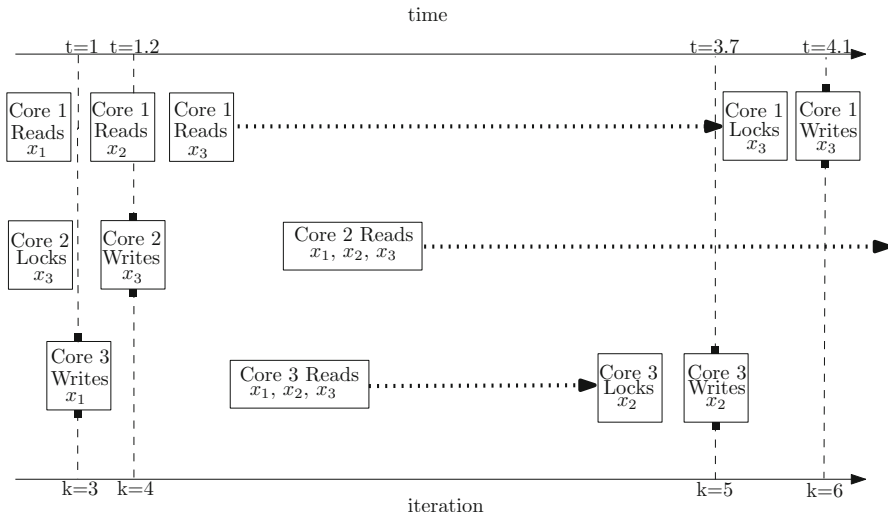 time
t=1 t=1.2 t=3.7 t=4.1
Core 1
Reads
x₁
Core 1
Reads
x₂
Core 1
Reads
x₃
Core 1
Locks
x₃
Core 1
Writes
x₃
Core 2
Locks
x₃
Core 2
Writes
x₃
Core 2 Reads
x₁, x₂, x₃
Core 3
Writes
x₁
Core 3 Reads
x₁, x₂, x₃
Core 3
Locks
x₂
Core 3
Writes
x₂
k=3 k=4 k=5 k=6
iteration